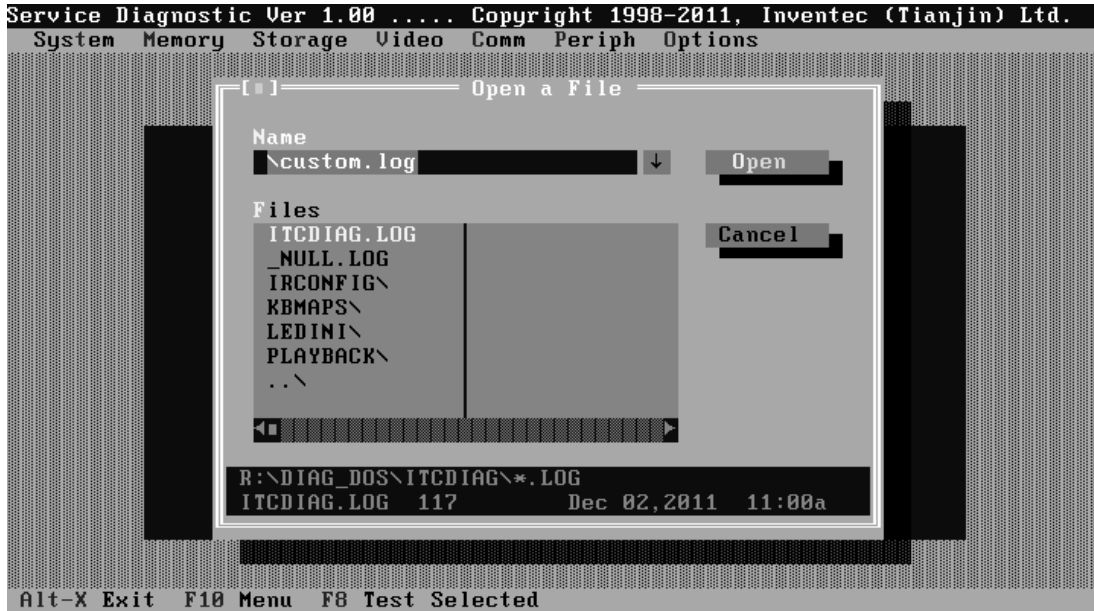 Service Diagnostic Ver 1.00 ..... Copyright 1998-2011, Inventec (Tianjin) Ltd.
System Memory Storage Video Comm Periph Options
[■] Open a File
Name
\custom.log ↓ Open
Files
ITCDIAG.LOG Cancel
_NULL.LOG
IRCONFIG\
KBMAPS\
LEDINI\
PLAYBACK\
..\
R:\DIAG_DOS\ITCDIAG\*.LOG
ITCDIAG.LOG 117 Dec 02,2011 11:00a
Alt-X Exit F10 Menu F8 Test Selected